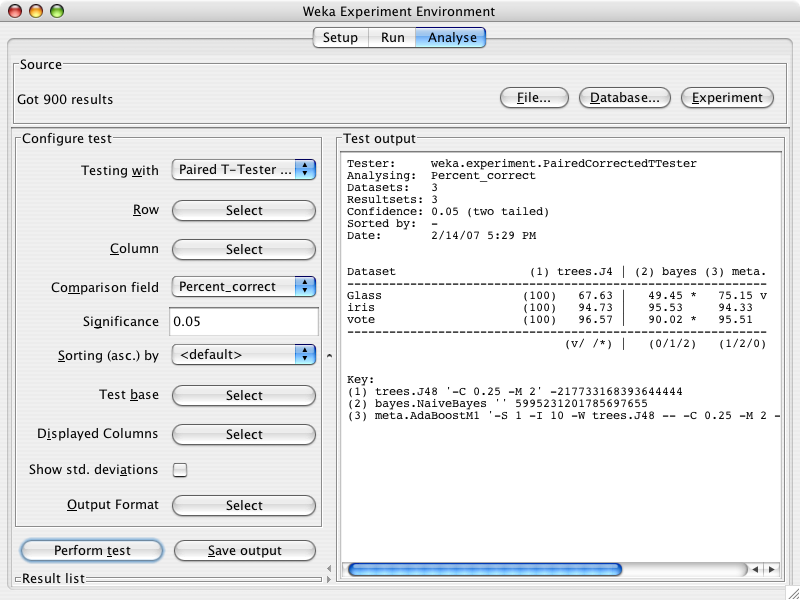 Weka Experiment Environment
Setup Run Analyse
Source
Got 900 results
File... Database... Experiment
Configure test
Testing with Paired T-Tester ...
Row Select
Column Select
Comparison field Percent_correct
Significance 0.05
Sorting (asc.) by <default>
Test base Select
Displayed Columns Select
Show std. deviations
Output Format Select
Perform test Save output
Result list
Test output
Tester: weka.experiment.PairedCorrectedTTester
Analysing: Percent_correct
Datasets: 3
Resultsets: 3
Confidence: 0.05 (two tailed)
Sorted by: -
Date: 2/14/07 5:29 PM
Dataset (1) trees.J4 | (2) bayes (3) meta.
----------------------------------------------------------------------
Glass (100) 67.63 | 49.45 * 75.15 v
iris (100) 94.73 | 95.53 94.33
vote (100) 96.57 | 90.02 * 95.51
----------------------------------------------------------------------
(v/ /*) | (0/1/2) (1/2/0)
Key:
(1) trees.J48 '-C 0.25 -M 2' -217733168393644444
(2) bayes.NaiveBayes '' 5995231201785697655
(3) meta.AdaBoostM1 '-S 1 -I 10 -W trees.J48 -- -C 0.25 -M 2 -